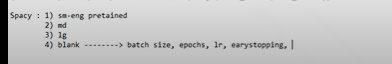 Spacy : 1) sm-eng pretained
2) md
3) lg
4) blank --------> batch size, epochs, lr, earystopping, |